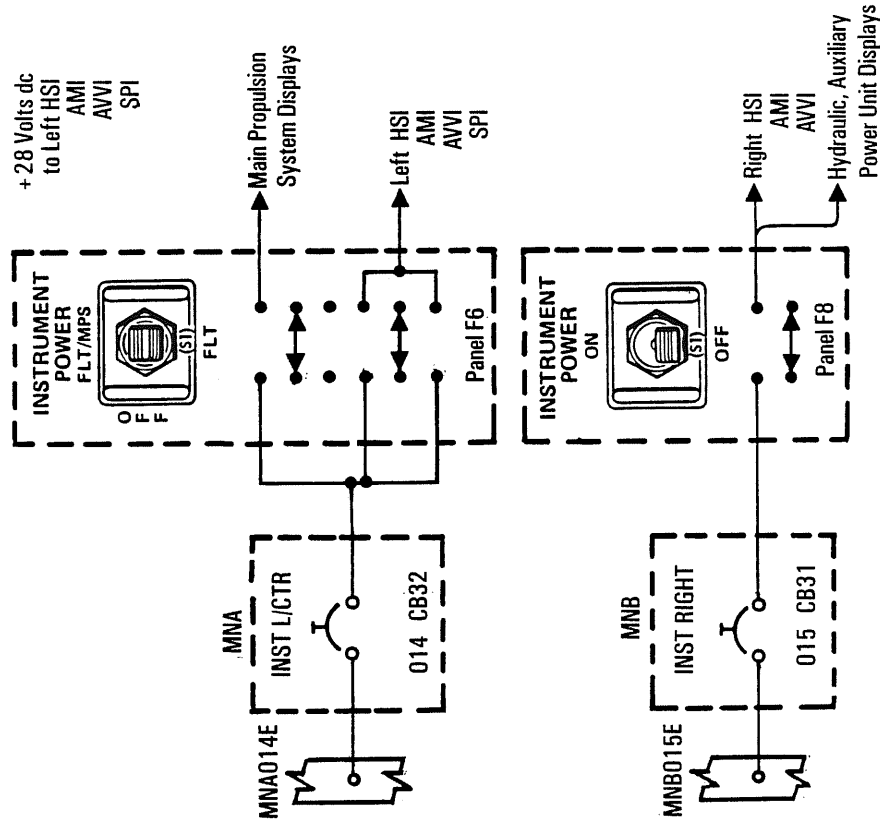 MNA014E
MNA
INST L/CTR
014 CB32
INSTRUMENT
POWER
FLT/MPS
OFF
(S1)
FLT
Panel F6
+28 Volts dc
to Left HSI
AMI
AVVI
SPI
Main Propulsion
System Displays
Left HSI
AMI
AVVI
SPI
MNB015E
MNB
INST RIGHT
015 CB31
INSTRUMENT
POWER
ON
(S1)
OFF
Panel F8
Right HSI
AMI
AVVI
Hydraulic, Auxiliary
Power Unit Displays